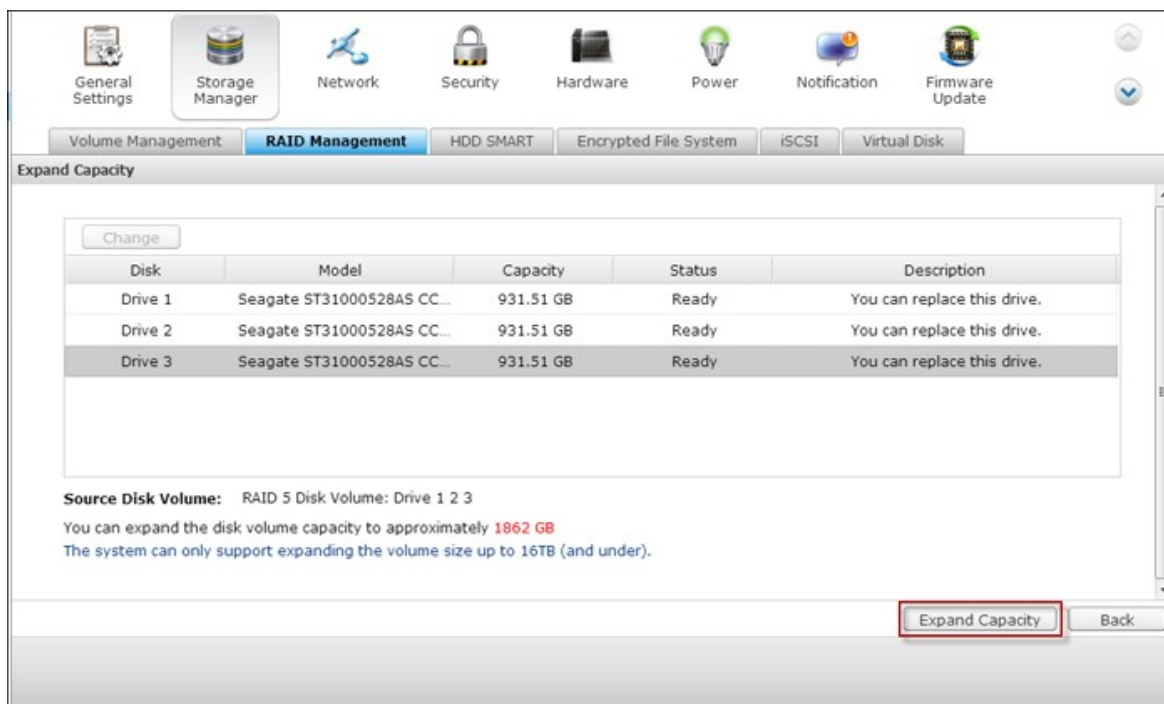 General Settings
Storage Manager
Network
Security
Hardware
Power
Notification
Firmware Update
Volume Management
RAID Management
HDD SMART
Encrypted File System
iSCSI
Virtual Disk
Expand Capacity
Change
Disk Model Capacity Status Description
Drive 1 Seagate ST31000528AS CC... 931.51 GB Ready You can replace this drive.
Drive 2 Seagate ST31000528AS CC... 931.51 GB Ready You can replace this drive.
Drive 3 Seagate ST31000528AS CC... 931.51 GB Ready You can replace this drive.
Source Disk Volume: RAID 5 Disk Volume: Drive 1 2 3
You can expand the disk volume capacity to approximately 1862 GB
The system can only support expanding the volume size up to 16TB (and under).
Expand Capacity Back